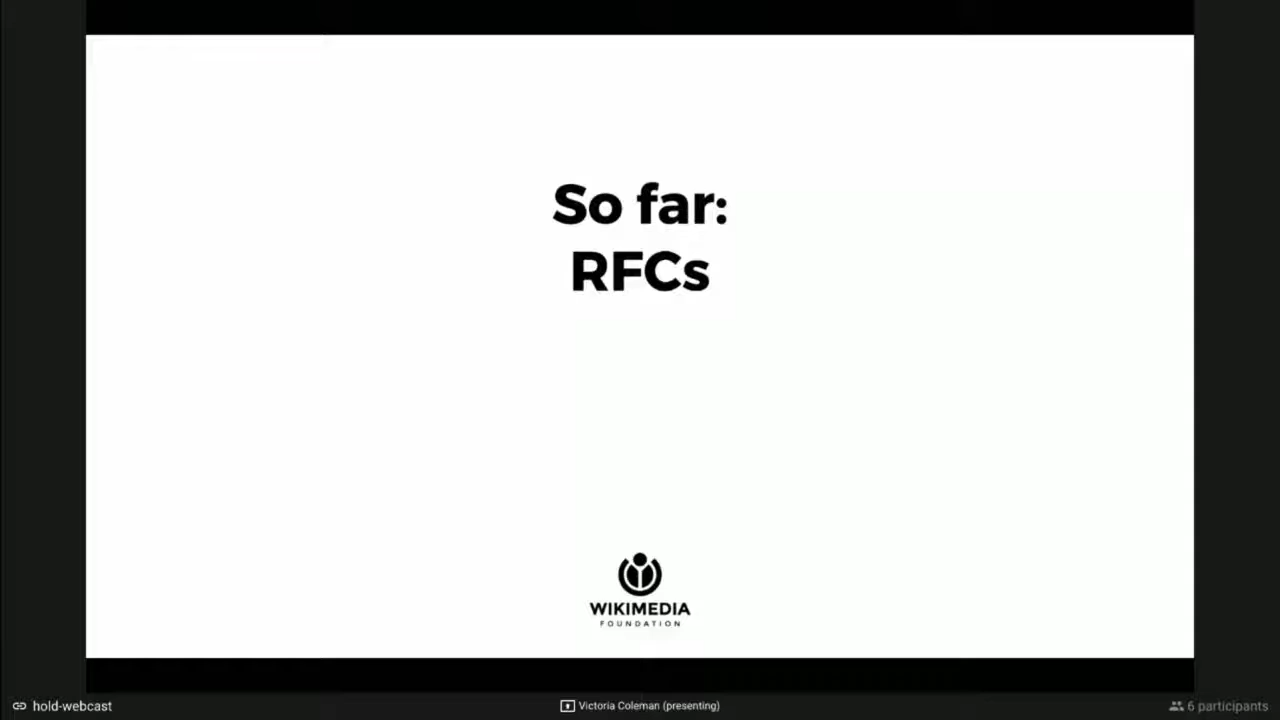 So far:
RFCs
WIKIMEDIA
FOUNDATION
hold-webcast
Victoria Coleman (presenting)
6 participants